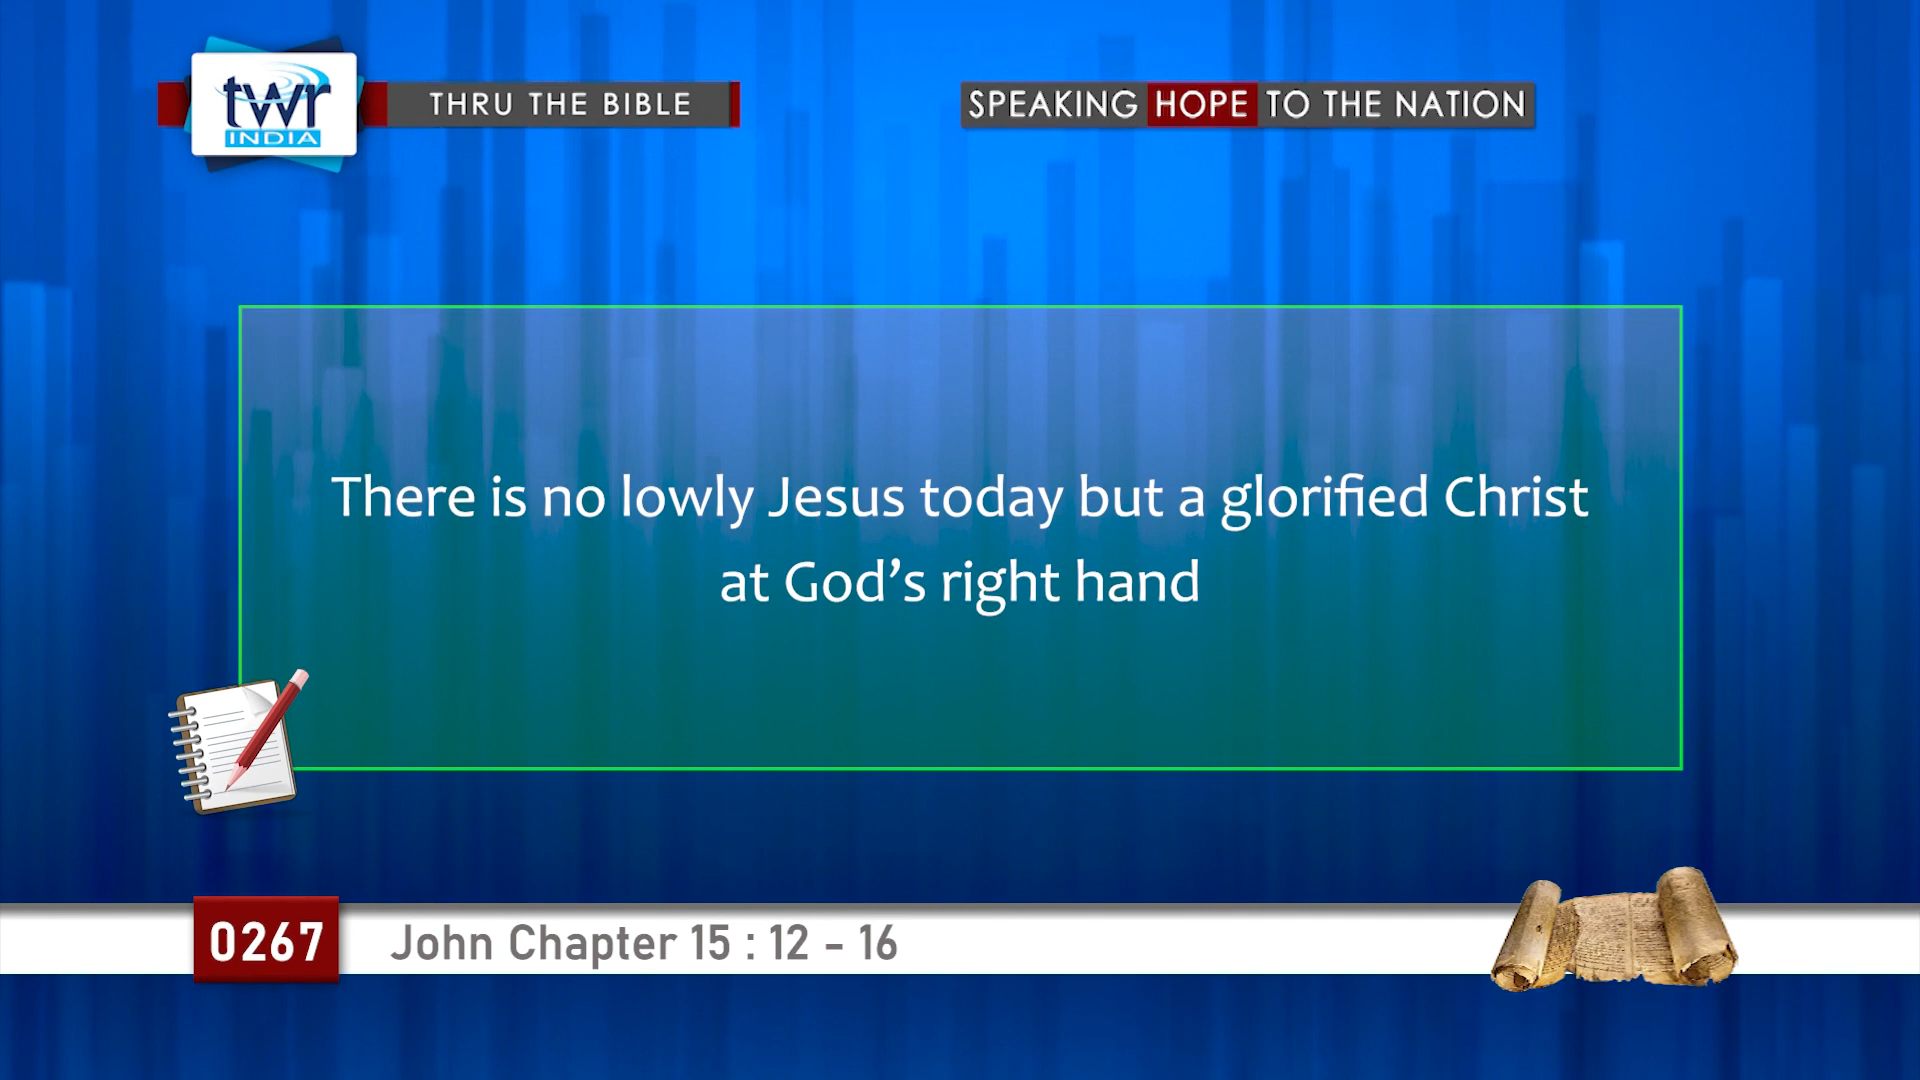 twr
INDIA
THRU THE BIBLE
SPEAKING HOPE TO THE NATION
There is no lowly Jesus today but a glorified Christ
at God’s right hand
0267
John Chapter 15 : 12 - 16